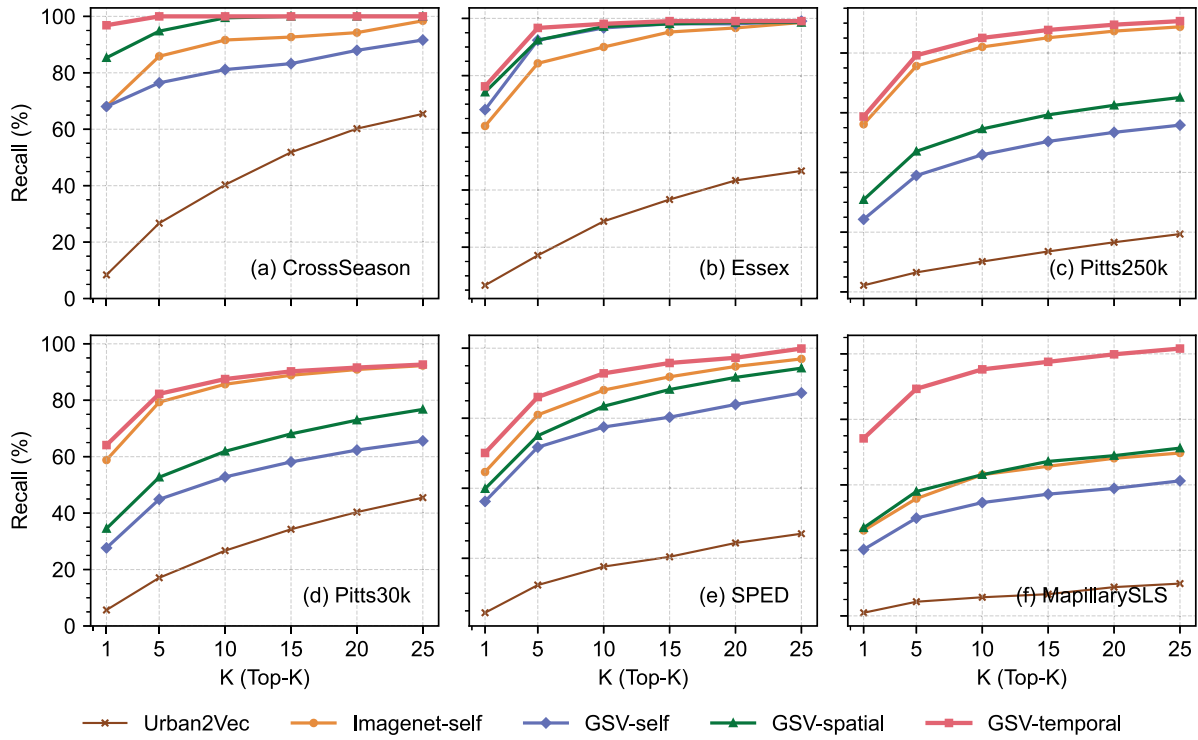 100
80
60
40
20
0
Recall (%)
(a) CrossSeason
(b) Essex
(c) Pitts250k
100
80
60
40
20
0
Recall (%)
(d) Pitts30k
(e) SPED
(f) MapillarySLS
1 5 10 15 20 25
1 5 10 15 20 25
1 5 10 15 20 25
K (Top-K)
K (Top-K)
K (Top-K)
Urban2Vec Imagenet-self GSV-self GSV-spatial GSV-temporal